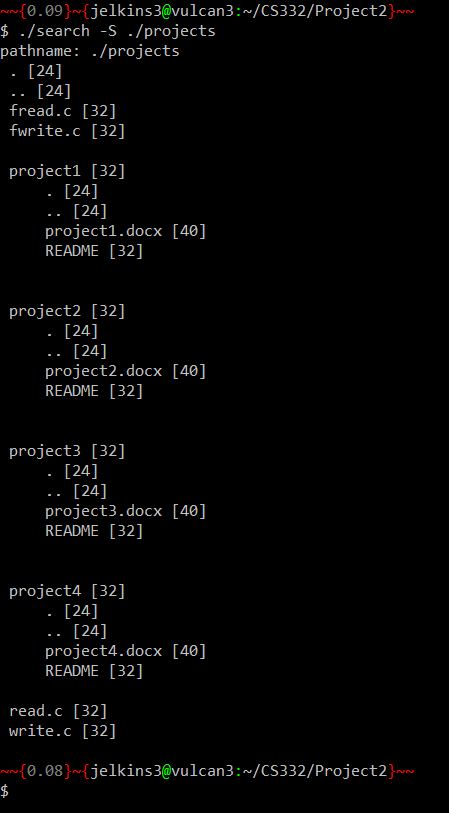 ~~{0.09}~{jelkins3@vulcan3:~/CS332/Project2}~~
$ ./search -S ./projects
pathname: ./projects
. [24]
.. [24]
fread.c [32]
fwrite.c [32]
project1 [32]
. [24]
.. [24]
project1.docx [40]
README [32]
project2 [32]
. [24]
.. [24]
project2.docx [40]
README [32]
project3 [32]
. [24]
.. [24]
project3.docx [40]
README [32]
project4 [32]
. [24]
.. [24]
project4.docx [40]
README [32]
read.c [32]
write.c [32]
~~{0.08}~{jelkins3@vulcan3:~/CS332/Project2}~~
$